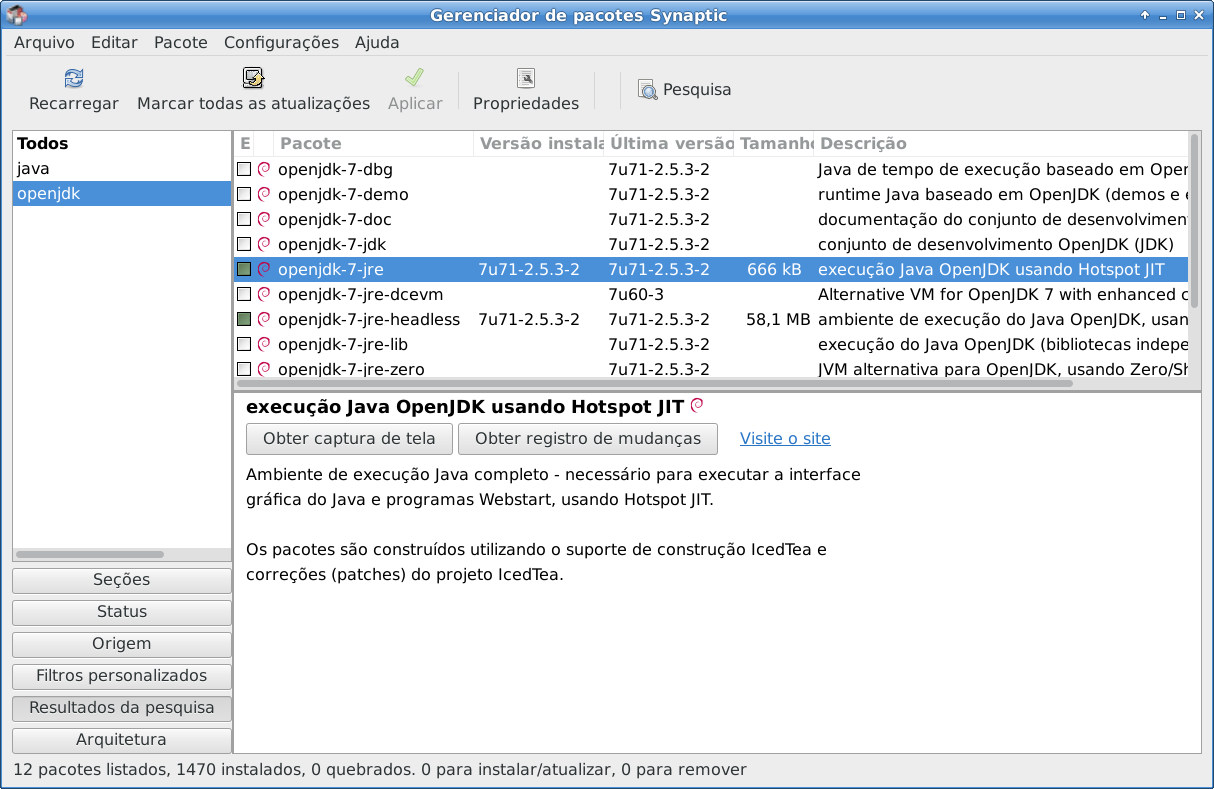 Gerenciador de pacotes Synaptic
Arquivo Editar Pacote Configurações Ajuda
Recarregar Marcar todas as atualizações Aplicar Propriedades Pesquisa
Todos
java
openjdk
E Pacote Versão instala Última versão Tamanho Descrição
openjdk-7-dbg 7u71-2.5.3-2 Java de tempo de execução baseado em Open
openjdk-7-demo 7u71-2.5.3-2 runtime Java baseado em OpenJDK (demos e e
openjdk-7-doc 7u71-2.5.3-2 documentação do conjunto de desenvolvimen
openjdk-7-jdk 7u71-2.5.3-2 conjunto de desenvolvimento OpenJDK (JDK)
openjdk-7-jre 7u71-2.5.3-2 7u71-2.5.3-2 666 kB execução Java OpenJDK usando Hotspot JIT
openjdk-7-jre-dcevm 7u60-3 Alternative VM for OpenJDK 7 with enhanced c
openjdk-7-jre-headless 7u71-2.5.3-2 7u71-2.5.3-2 58,1 MB ambiente de execução do Java OpenJDK, usan
openjdk-7-jre-lib 7u71-2.5.3-2 execução do Java OpenJDK (bibliotecas indepe
openjdk-7-jre-zero 7u71-2.5.3-2 JVM alternativa para OpenJDK, usando Zero/Sh
execução Java OpenJDK usando Hotspot JIT
Obter captura de tela Obter registro de mudanças Visite o site
Ambiente de execução Java completo - necessário para executar a interface
gráfica do Java e programas Webstart, usando Hotspot JIT.
Os pacotes são construídos utilizando o suporte de construção IcedTea e
correções (patches) do projeto IcedTea.
Seções
Status
Origem
Filtros personalizados
Resultados da pesquisa
Arquitetura
12 pacotes listados, 1470 instalados, 0 quebrados. 0 para instalar/atualizar, 0 para remover